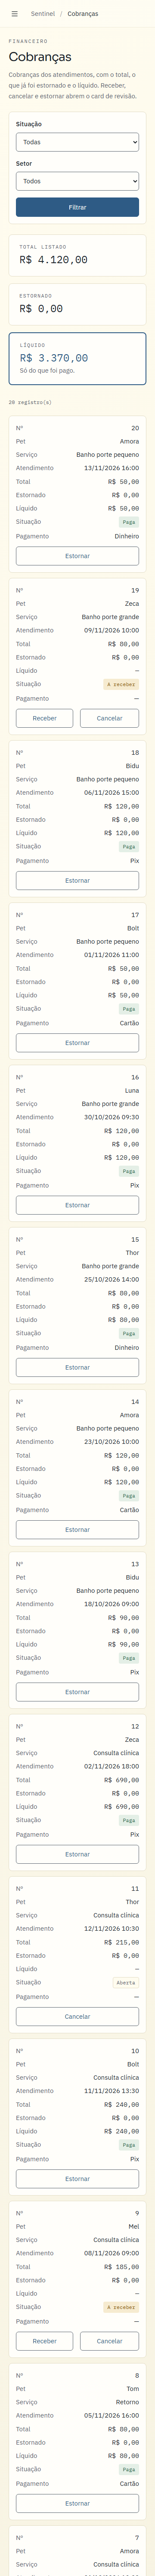 Sentinel / Cobranças
FINANCEIRO
Cobranças
Cobranças dos atendimentos, com o total, o
que já foi estornado e o líquido. Receber,
cancelar e estornar abrem o card de revisão.
Situação
Todas
Setor
Todos
Filtrar
TOTAL LISTADO
R$ 4.120,00
ESTORNADO
R$ 0,00
LÍQUIDO
R$ 3.370,00
Só do que foi pago.
20 registro(s)
Nº 20
Pet Amora
Serviço Banho porte pequeno
Atendimento 13/11/2026 16:00
Total R$ 50,00
Estornado R$ 0,00
Líquido R$ 50,00
Situação Paga
Pagamento Dinheiro
Estornar
Nº 19
Pet Zeca
Serviço Banho porte grande
Atendimento 09/11/2026 10:00
Total R$ 80,00
Estornado R$ 0,00
Líquido —
Situação A receber
Pagamento —
Receber Cancelar
Nº 18
Pet Bidu
Serviço Banho porte pequeno
Atendimento 06/11/2026 15:00
Total R$ 120,00
Estornado R$ 0,00
Líquido R$ 120,00
Situação Paga
Pagamento Pix
Estornar
Nº 17
Pet Bolt
Serviço Banho porte pequeno
Atendimento 01/11/2026 11:00
Total R$ 50,00
Estornado R$ 0,00
Líquido R$ 50,00
Situação Paga
Pagamento Cartão
Estornar
Nº 16
Pet Luna
Serviço Banho porte grande
Atendimento 30/10/2026 09:30
Total R$ 120,00
Estornado R$ 0,00
Líquido R$ 120,00
Situação Paga
Pagamento Pix
Estornar
Nº 15
Pet Thor
Serviço Banho porte grande
Atendimento 25/10/2026 14:00
Total R$ 80,00
Estornado R$ 0,00
Líquido R$ 80,00
Situação Paga
Pagamento Dinheiro
Estornar
Nº 14
Pet Amora
Serviço Banho porte pequeno
Atendimento 23/10/2026 10:00
Total R$ 120,00
Estornado R$ 0,00
Líquido R$ 120,00
Situação Paga
Pagamento Cartão
Estornar
Nº 13
Pet Bidu
Serviço Banho porte pequeno
Atendimento 18/10/2026 09:30
Total R$ 90,00
Estornado R$ 0,00
Líquido R$ 90,00
Situação Paga
Pagamento Pix
Estornar
Nº 12
Pet Zeca
Serviço Consulta clínica
Atendimento 02/11/2026 18:00
Total R$ 690,00
Estornado R$ 0,00
Líquido R$ 690,00
Situação Paga
Pagamento Pix
Estornar
Nº 11
Pet Thor
Serviço Consulta clínica
Atendimento 12/11/2026 10:30
Total R$ 215,00
Estornado R$ 0,00
Líquido —
Situação Aberta
Pagamento —
Cancelar
Nº 10
Pet Bolt
Serviço Consulta clínica
Atendimento 11/11/2026 13:30
Total R$ 240,00
Estornado R$ 0,00
Líquido R$ 240,00
Situação Paga
Pagamento Pix
Estornar
Nº 9
Pet Mel
Serviço Consulta clínica
Atendimento 08/11/2026 09:00
Total R$ 185,00
Estornado R$ 0,00
Líquido —
Situação A receber
Pagamento —
Receber Cancelar
Nº 8
Pet Tom
Serviço Retorno
Atendimento 05/11/2026 16:00
Total R$ 80,00
Estornado R$ 0,00
Líquido R$ 80,00
Situação Paga
Pagamento Cartão
Estornar
Nº 7
Pet Amora
Serviço Consulta clínica